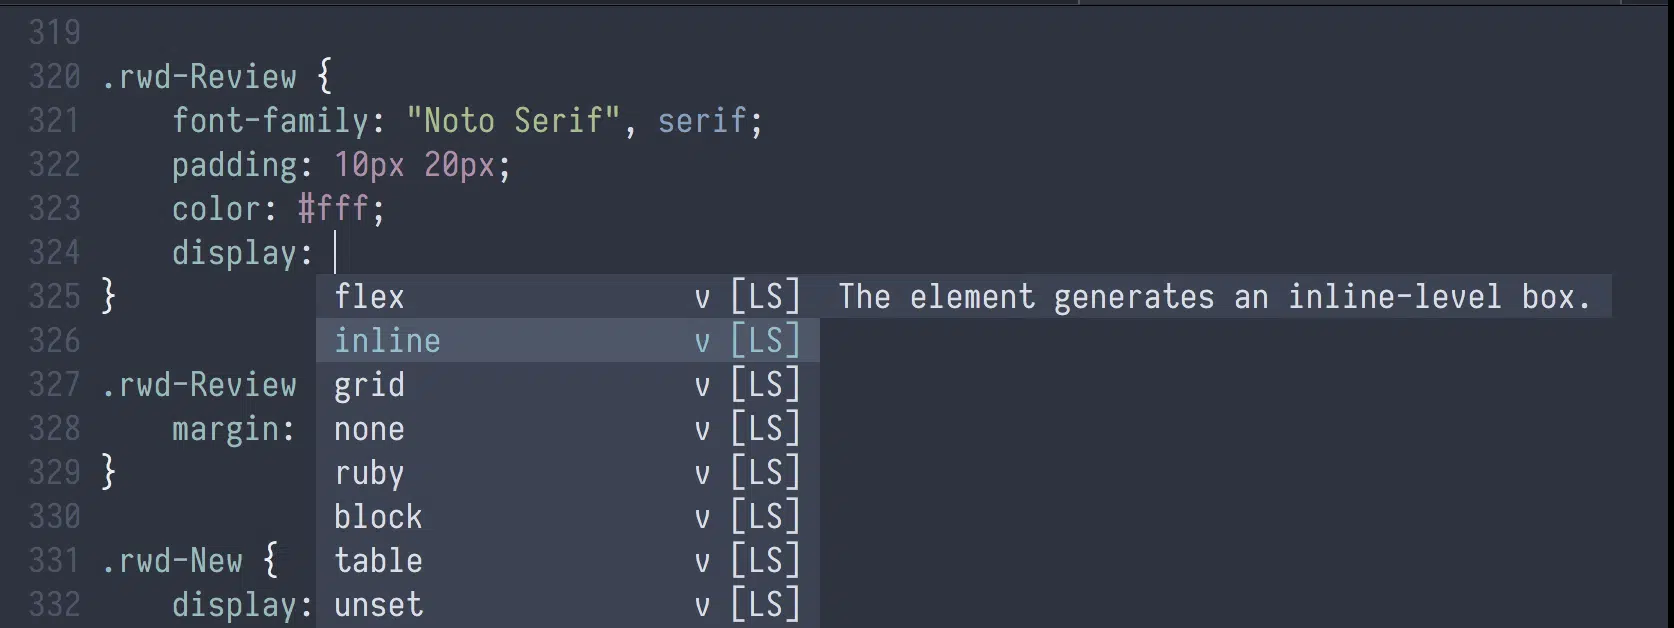 319
320 .rwd-Review {
321     font-family: "Noto Serif", serif;
322     padding: 10px 20px;
323     color: #fff;
324     display:
325 } flex v [LS] The element generates an inline-level box.
326 inline v [LS]
327 .rwd-Review grid v [LS]
328     margin: none v [LS]
329 } ruby v [LS]
330 block v [LS]
331 .rwd-New { table v [LS]
332     display: unset v [LS]